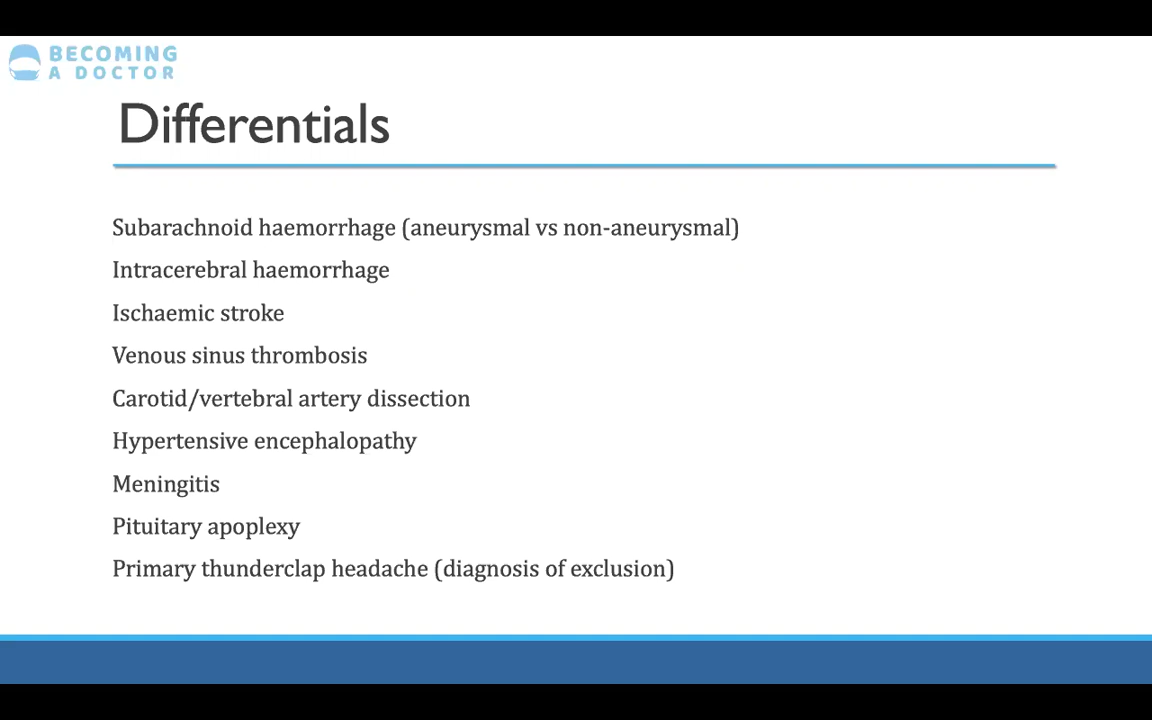 BECOMING
A DOCTOR
Differentials
Subarachnoid haemorrhage (aneurysmal vs non-aneurysmal)
Intracerebral haemorrhage
Ischaemic stroke
Venous sinus thrombosis
Carotid/vertebral artery dissection
Hypertensive encephalopathy
Meningitis
Pituitary apoplexy
Primary thunderclap headache (diagnosis of exclusion)